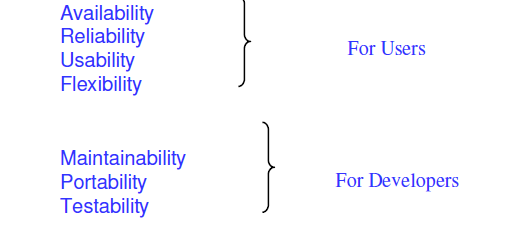 Availability
Reliability
Usability
Flexibility
For Users
Maintainability
Portability
Testability
For Developers